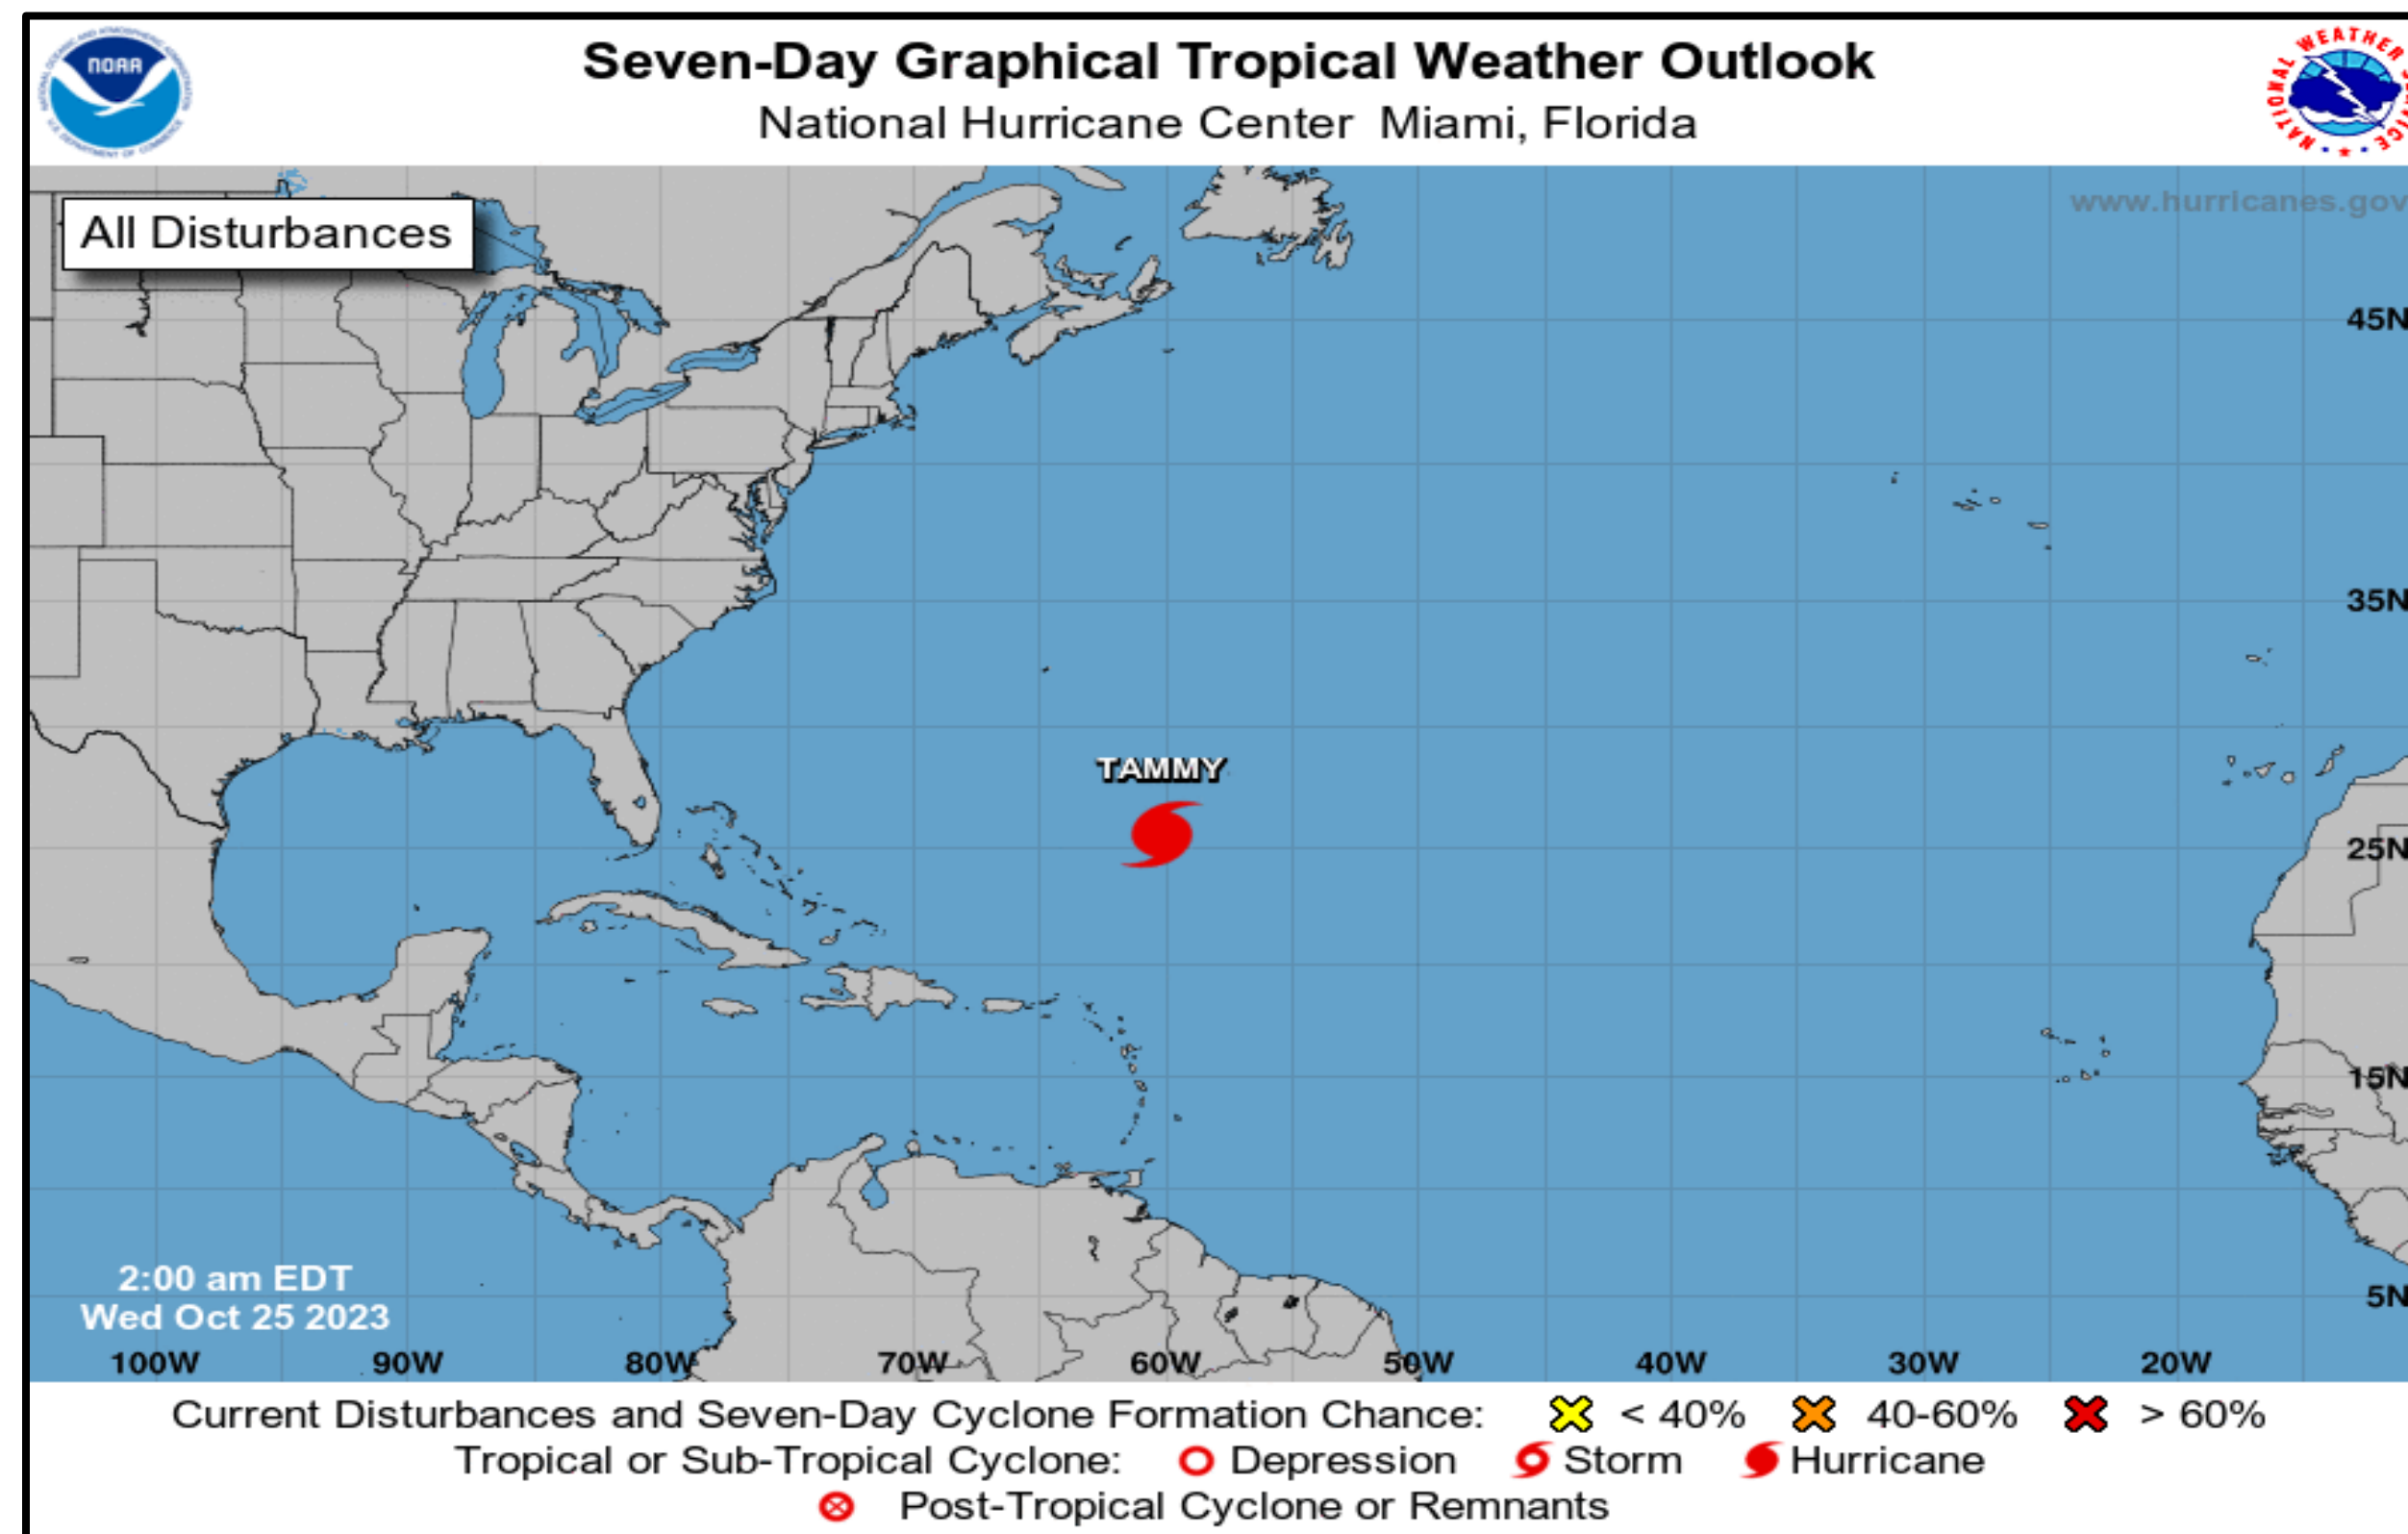 NOAA
Seven-Day Graphical Tropical Weather Outlook
National Hurricane Center Miami, Florida
NATIONAL WEATHER
www.hurricanes.gov
All Disturbances
45N
35N
TAMMY
25N
15N
2:00 am EDT
Wed Oct 25 2023
5N
100W 90W 80W 70W 60W 50W 40W 30W 20W
Current Disturbances and Seven-Day Cyclone Formation Chance: < 40% 40-60% > 60%
Tropical or Sub-Tropical Cyclone: Depression Storm Hurricane
Post-Tropical Cyclone or Remnants